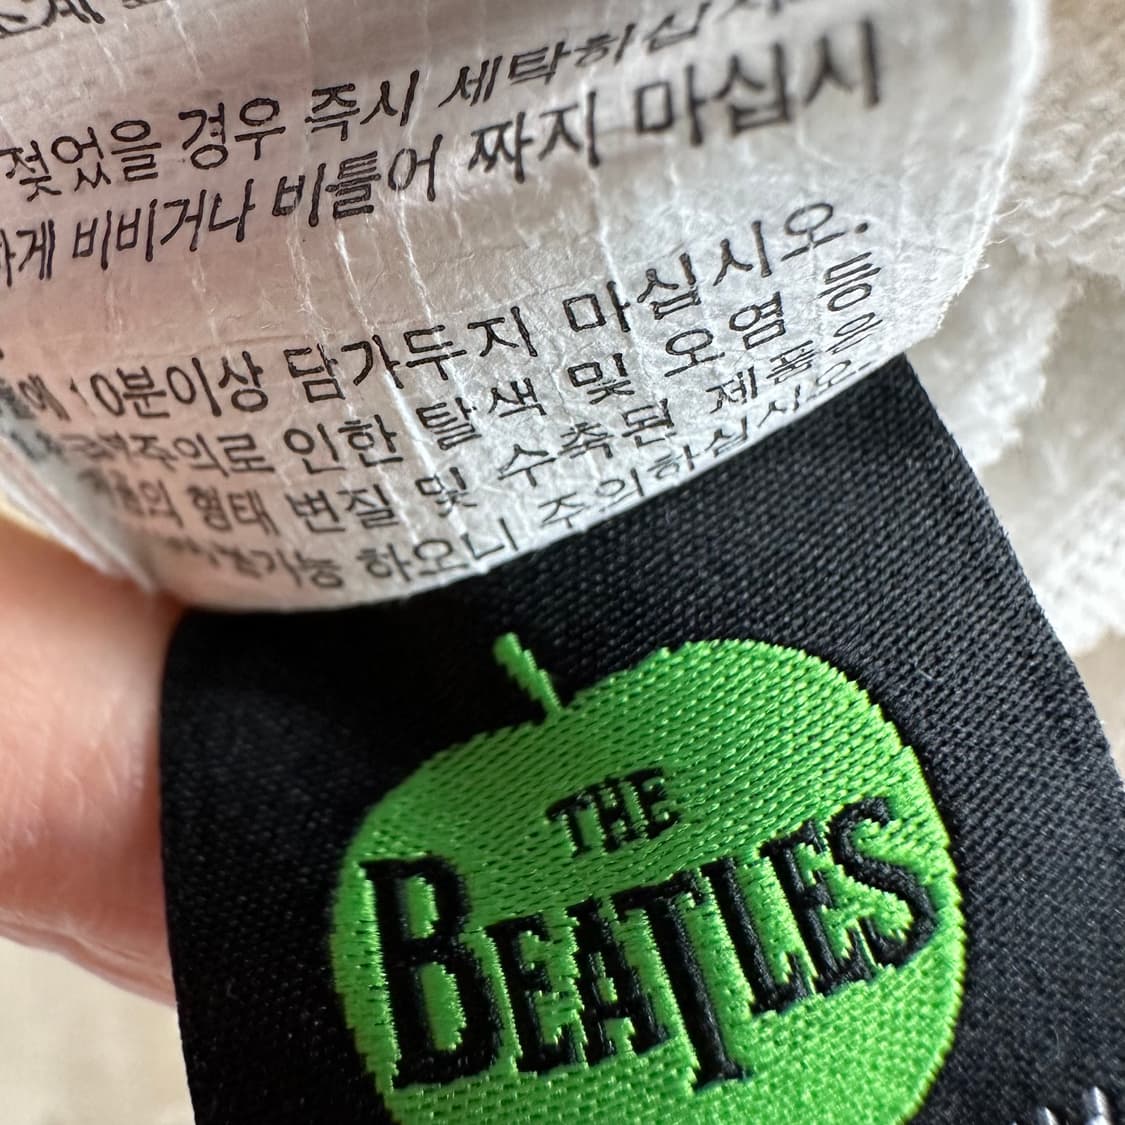 젖었을 경우 즉시 세탁하십시
하게 비비거나 비틀어 짜지 마십시
10분이상 담가두지 마십시오.
인한 탈색 및 오염 등
형태 변질 및 수축된 제품은
하오니 주의하십시오.
THE
BEATLES